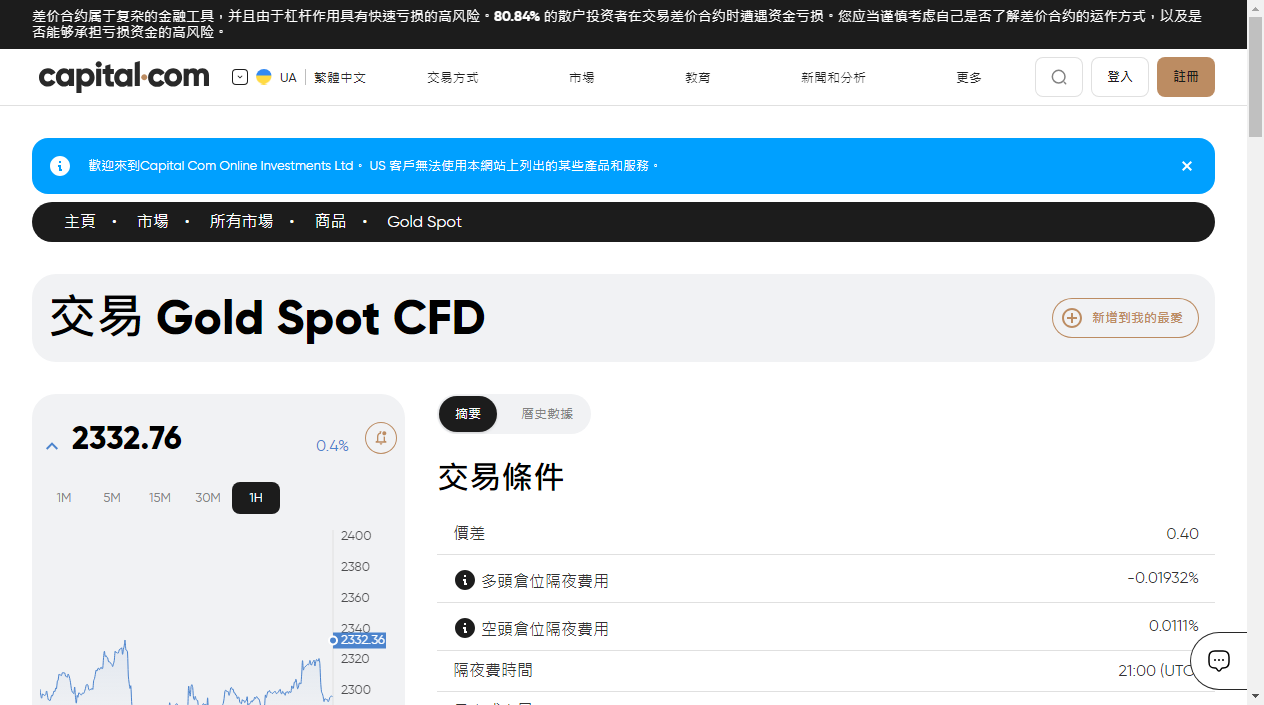 差价合约属于复杂的金融工具，并且由于杠杆作用具有快速亏损的高风险。80.84% 的散户投资者在交易差价合约时遭遇资金亏损。您应当谨慎考虑自己是否了解差价合约的运作方式，以及是
否能够承担亏损资金的高风险。
capital.com UA 繁體中文 交易方式 市場 教育 新聞和分析 更多 登入 註冊
歡迎來到Capital Com Online Investments Ltd。 US 客戶無法使用本網站上列出的某些產品和服務。
主頁 • 市場 • 所有市場 • 商品 • Gold Spot
交易 Gold Spot CFD
新增到我的最愛
2332.76 0.4%
1M 5M 15M 30M 1H
2400
2380
2360
2340
2332.36
2320
2300
摘要 曆史數據
交易條件
價差 0.40
多頭倉位隔夜費用 -0.01932%
空頭倉位隔夜費用 0.0111%
隔夜費時間 21:00 (UTC